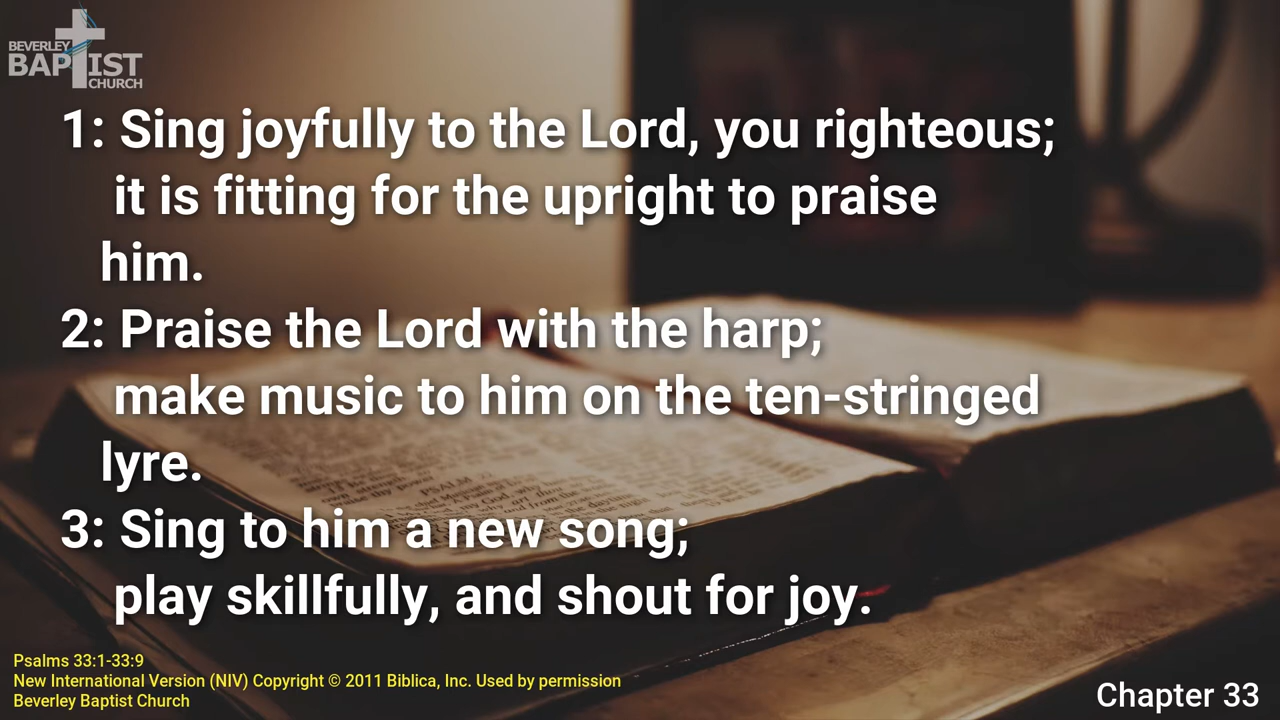 BEVERLEY
BAPTIST
CHURCH
1: Sing joyfully to the Lord, you righteous;
it is fitting for the upright to praise
him.
2: Praise the Lord with the harp;
make music to him on the ten-stringed
lyre.
3: Sing to him a new song;
play skillfully, and shout for joy.
Psalms 33:1-33:9
New International Version (NIV) Copyright © 2011 Biblica, Inc. Used by permission
Beverley Baptist Church
Chapter 33